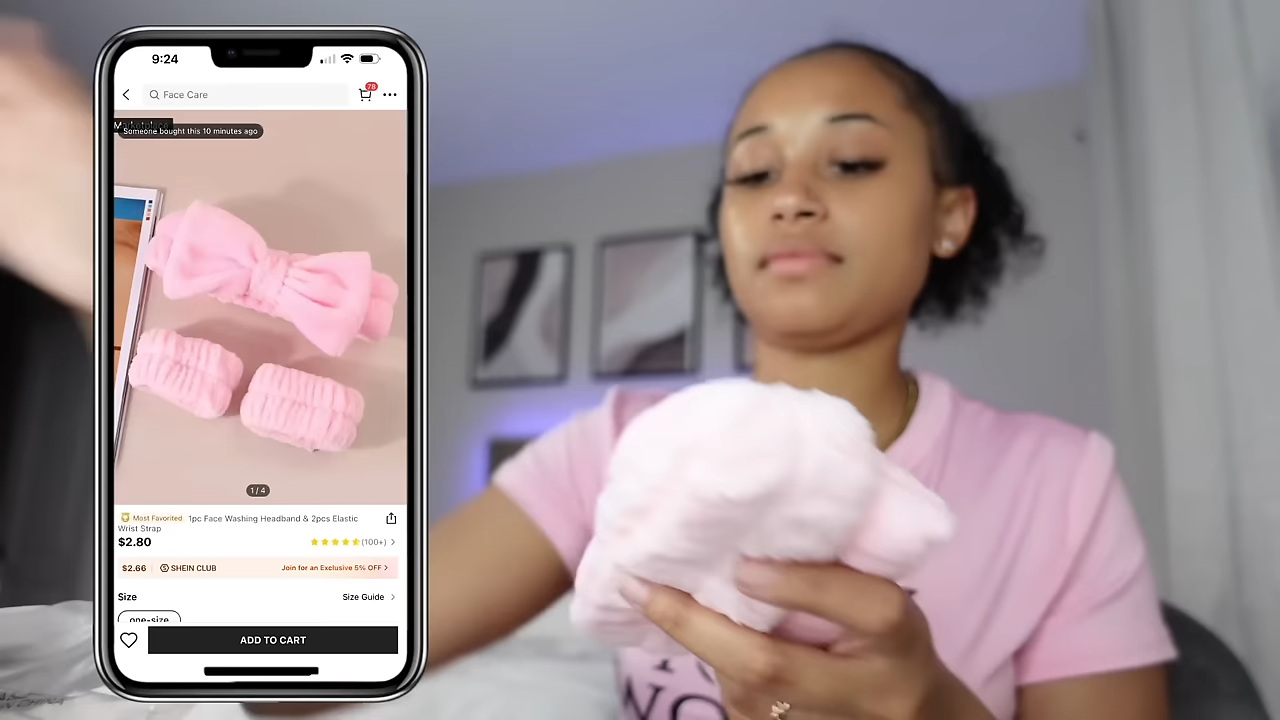 9:24
Face Care
78
Someone bought this 10 minutes ago
1/4
Most Favorited 1pc Face Washing Headband & 2pcs Elastic
Wrist Strap
$2.80
(100+)
$2.66 SHEIN CLUB Join for an Exclusive 5% OFF
Size Size Guide
one-size
ADD TO CART